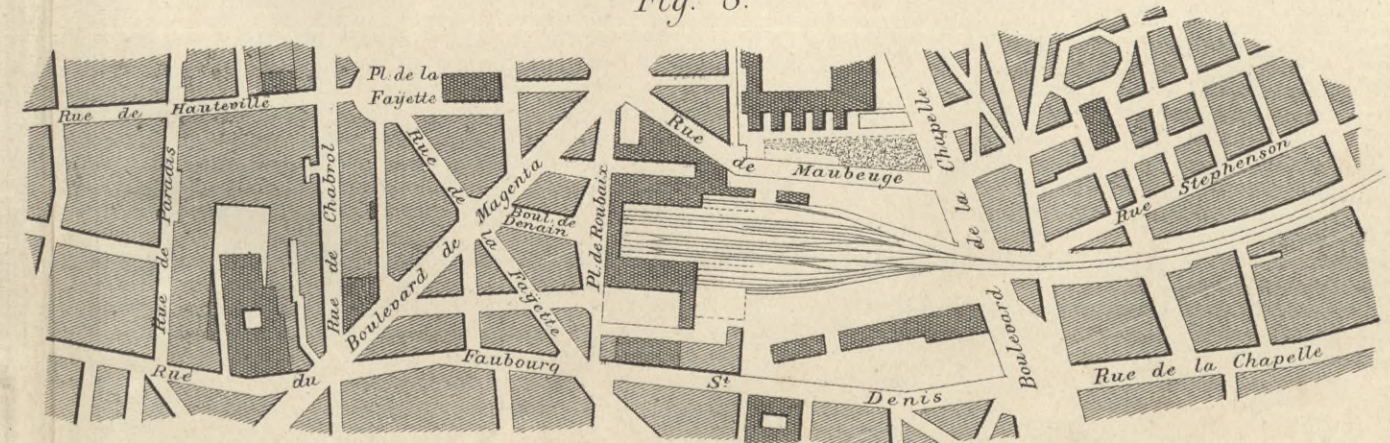 Fig. 8.
Pl. de la
Faÿette
Rue de Hauteville
Rue de Paradis
Rue de Chabrol
Rue de la Faÿette
Boulevard de Magenta
Boul. de
Denain
Pl. de Roubaix
Rue de Maubeuge
Boulevard de la Chapelle
Rue Stephenson
Rue du Faubourg St Denis
Rue de la Chapelle